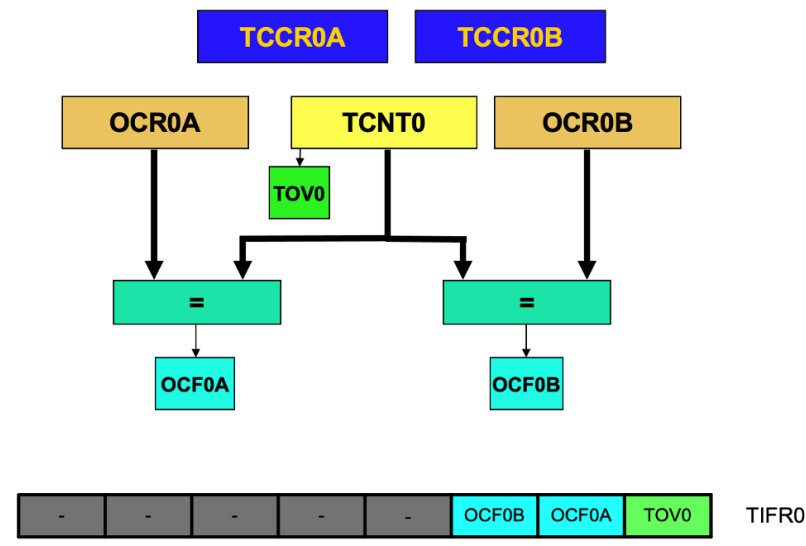 TCCR0A TCCR0B
OCR0A TCNT0 OCR0B
TOV0
= =
OCF0A OCF0B
- - - - - OCF0B OCF0A TOV0 TIFR0